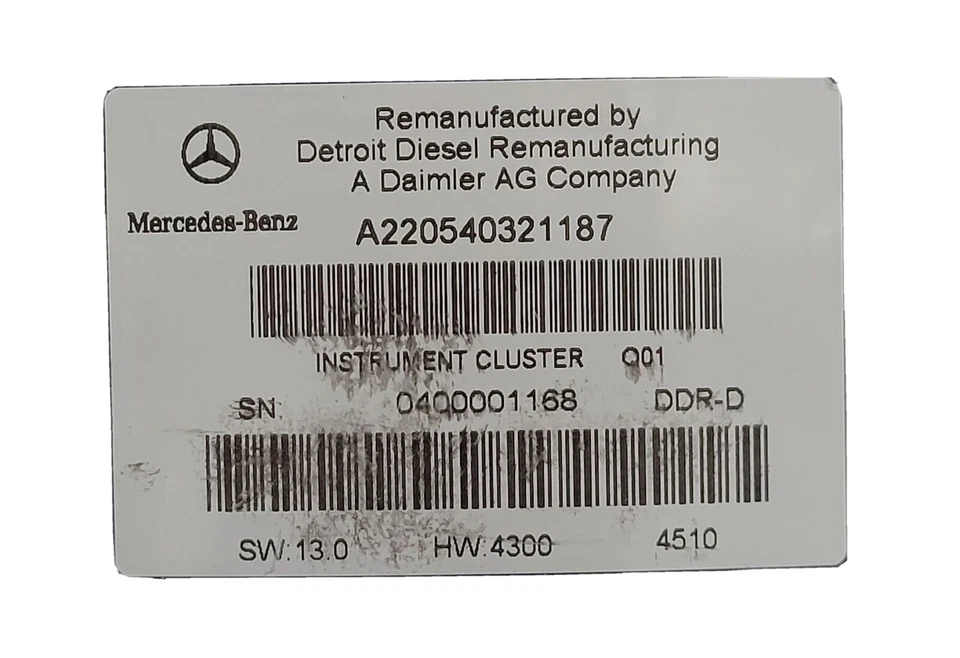 Remanufactured by
Detroit Diesel Remanufacturing
A Daimler AG Company
Mercedes-Benz
A220540321187
INSTRUMENT CLUSTER Q01
SN: 0400001168 DDR-D
SW:13.0 HW:4300 4510